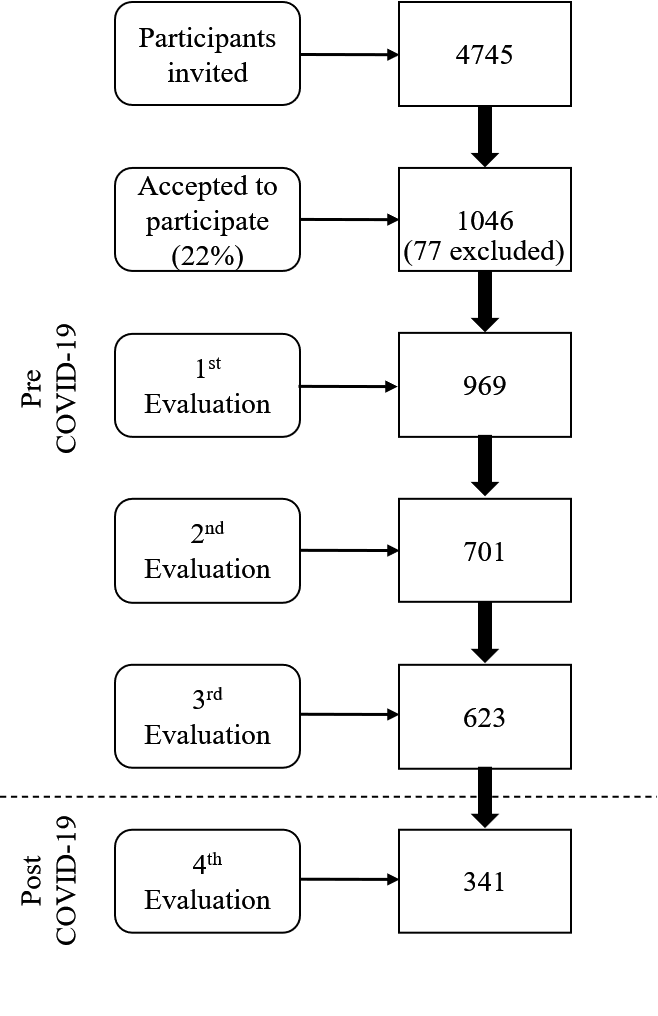 Participants
invited
4745
Accepted to
participate
(22%)
1046
(77 excluded)
Pre
COVID-19
1st
Evaluation
969
2nd
Evaluation
701
3rd
Evaluation
623
Post
COVID-19
4th
Evaluation
341